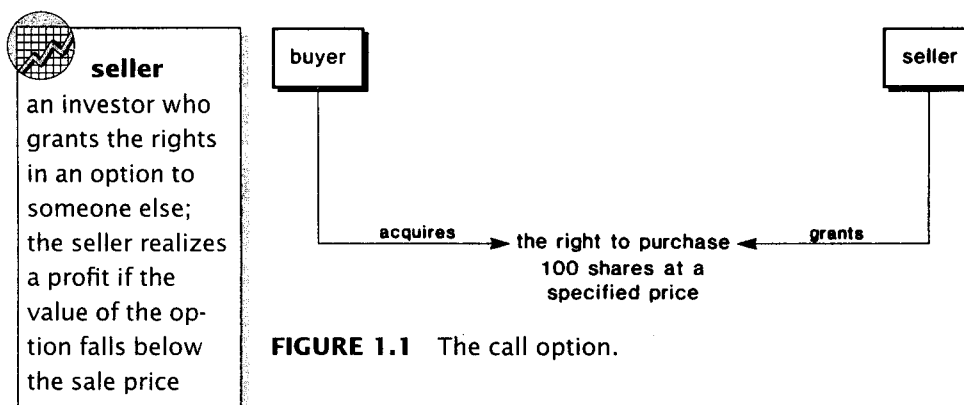 seller
an investor who
grants the rights
in an option to
someone else;
the seller realizes
a profit if the
value of the op-
tion falls below
the sale price
buyer
seller
acquires
the right to purchase
100 shares at a
specified price
grants
FIGURE 1.1 The call option.